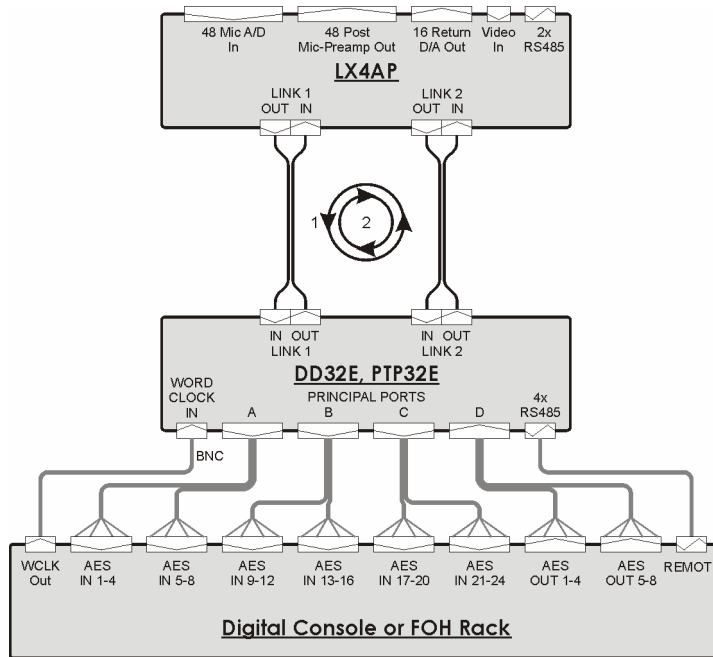 48 Mic A/D In
48 Post Mic-Preamp Out
16 Return D/A Out
Video In
2x RS485
LX4AP
LINK 1
OUT IN
LINK 2
OUT IN
1
2
IN OUT
LINK 1
IN OUT
LINK 2
DD32E, PTP32E
PRINCIPAL PORTS
WORD CLOCK IN
A
B
C
D
4x RS485
BNC
WCLK Out
AES IN 1-4
AES IN 5-8
AES IN 9-12
AES IN 13-16
AES IN 17-20
AES IN 21-24
AES OUT 1-4
AES OUT 5-8
REMOT
Digital Console or FOH Rack